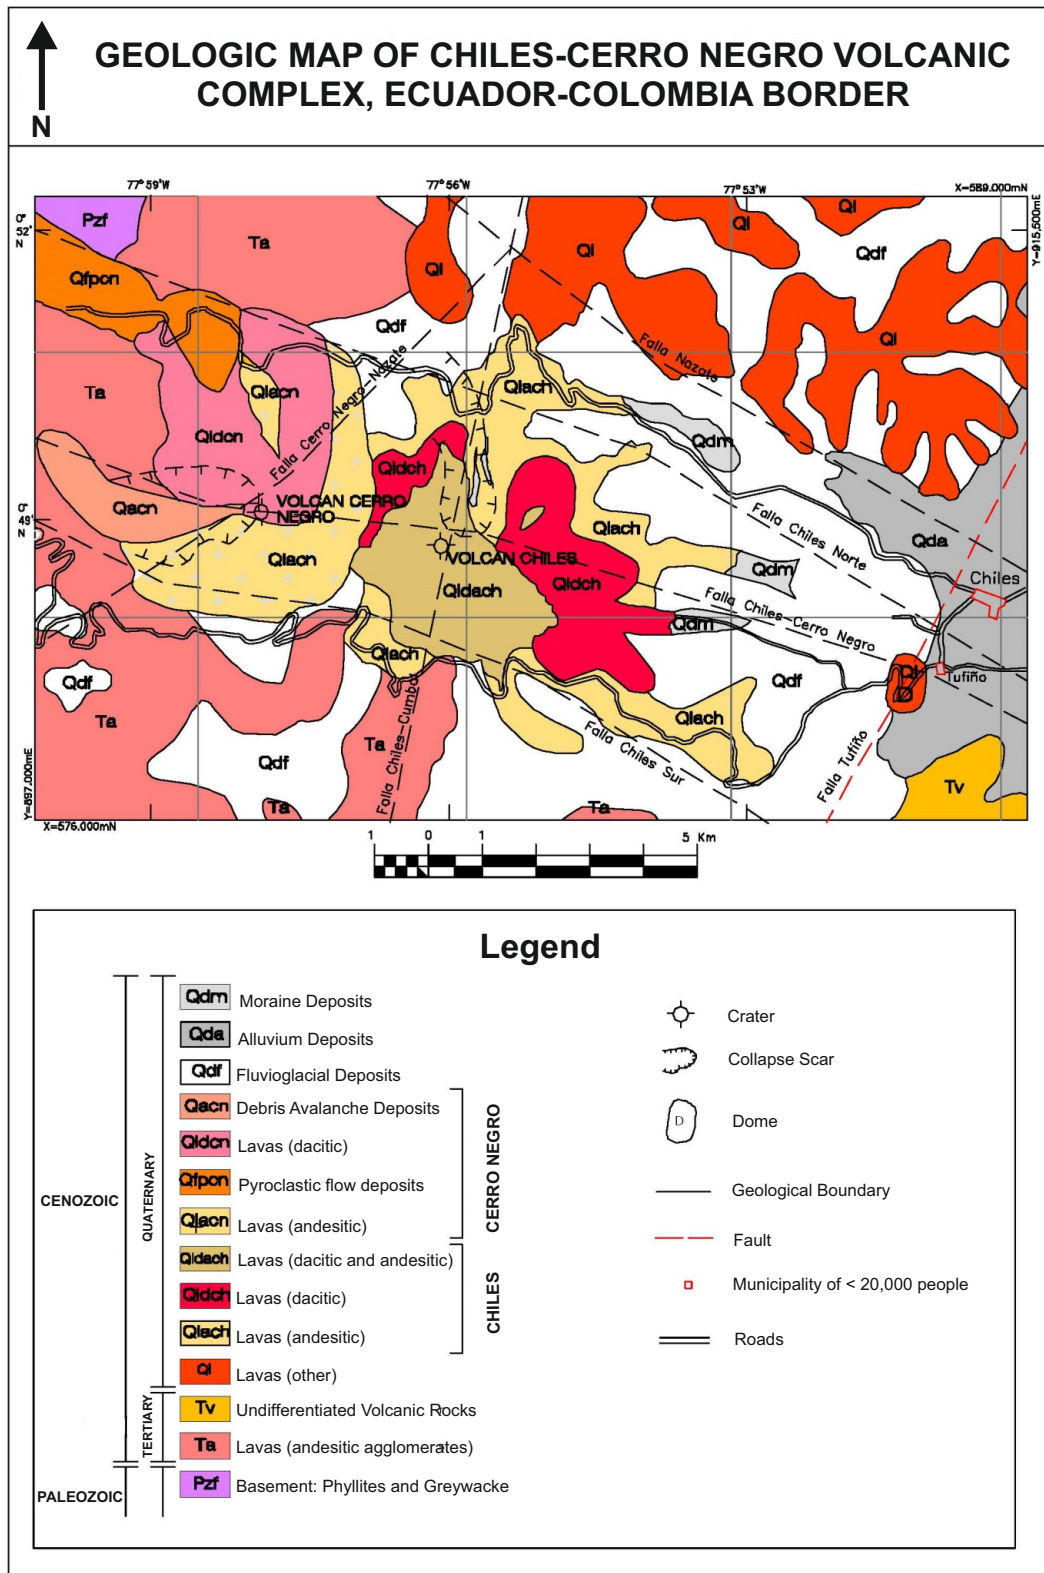 GEOLOGIC MAP OF CHILES-CERRO NEGRO VOLCANIC
COMPLEX, ECUADOR-COLOMBIA BORDER
N
77°59'W
77°56'W
77°53'W
X=589.000mN
0°
52'
N
Y=915,500mE
Pzf
Ta
Ql
Ql
Ql
Ql
Qdf
Qfpcn
Qdf
Ql
Falla Nazate
Ta
Qlacn
Falla Cerro Negro-Nazate
Qlach
Qldcn
Qldch
Qdm
Qacn
VOLCAN CERRO
NEGRO
0°
49'
N
Qlach
Falla Chiles Norte
Qda
Qlacn
VOLCAN CHILES
Qldach
Qldch
Qdm
Chiles
Falla Chiles-Cerro Negro
Qdm
Qlach
Qdf
Ql
D
Tufiño
Qdf
Ta
Qlach
Falla Chiles-Cumbal
Ta
Qdf
Falla Chiles Sur
Falla Tufiño
Tv
Ta
Ta
Y=897.000mE
X=576.000mN
1 0 1 5 Km
Legend
CENOZOIC
PALEOZOIC
QUATERNARY
TERTIARY
Qdm Moraine Deposits
Qda Alluvium Deposits
Qdf Fluvioglacial Deposits
Qacn Debris Avalanche Deposits
Qldcn Lavas (dacitic)
Qfpcn Pyroclastic flow deposits
Qlacn Lavas (andesitic)
CERRO NEGRO
Qldach Lavas (dacitic and andesitic)
Qldch Lavas (dacitic)
Qlach Lavas (andesitic)
CHILES
Ql Lavas (other)
Tv Undifferentiated Volcanic Rocks
Ta Lavas (andesitic agglomerates)
Pzf Basement: Phyllites and Greywacke
Crater
Collapse Scar
D Dome
Geological Boundary
Fault
Municipality of < 20,000 people
Roads